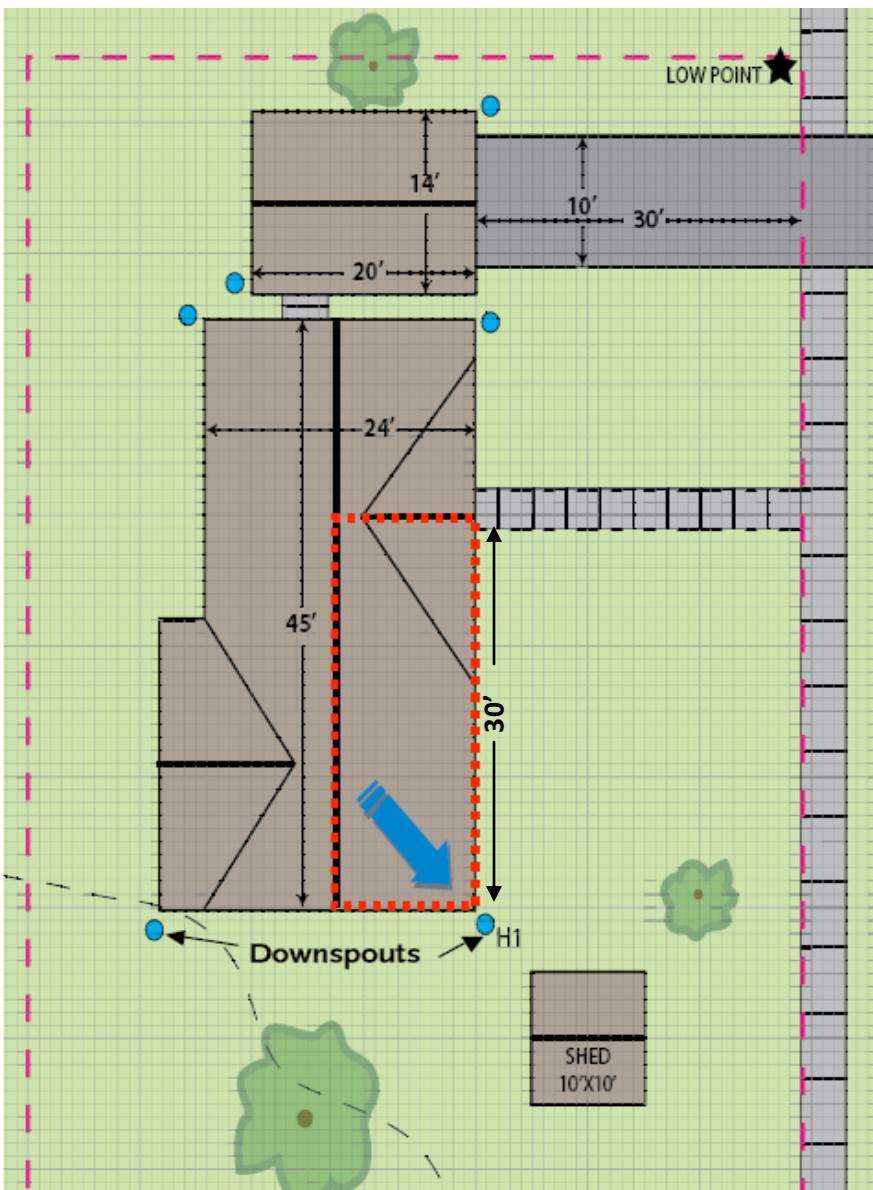 LOW POINT
14′
10′
30′
20′
24′
45′
30′
Downspouts
H1
SHED
10′X10′